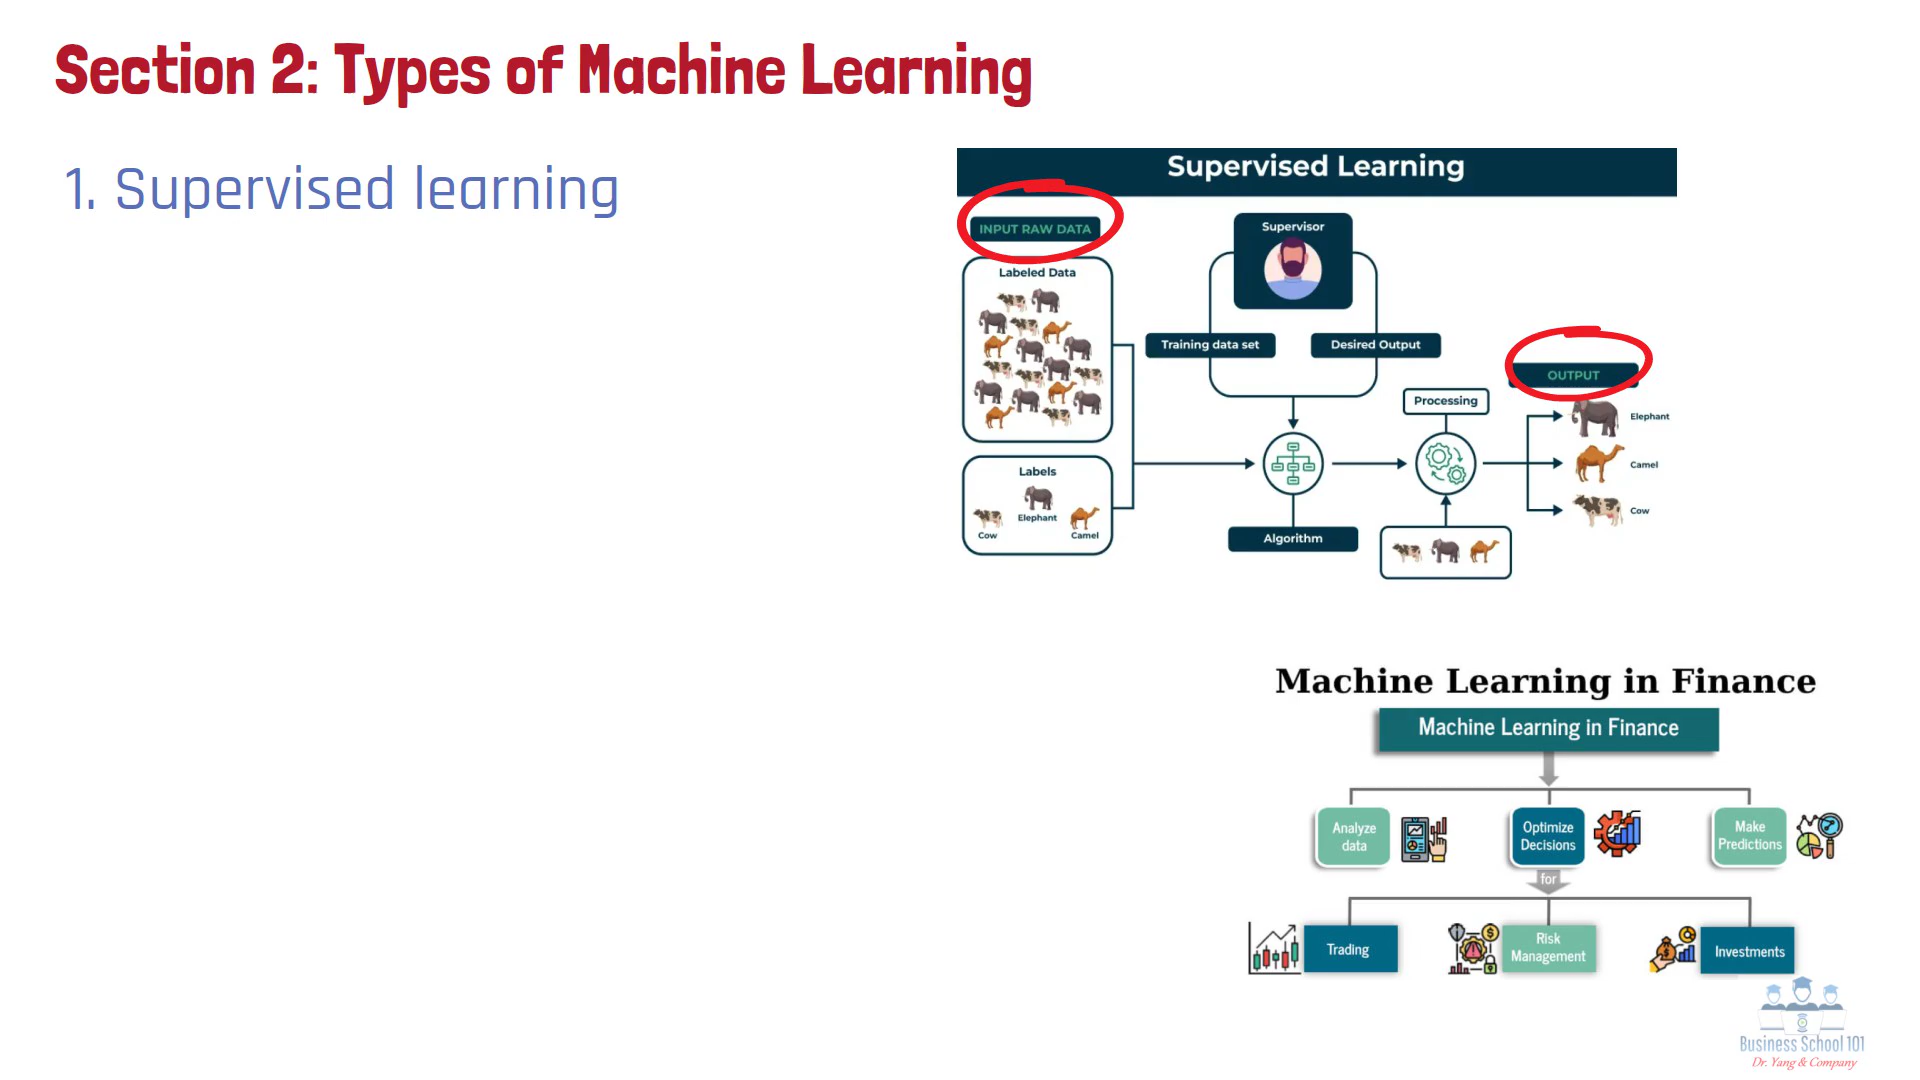 Section 2: Types of Machine Learning
1. Supervised learning
Supervised Learning
INPUT RAW DATA
Labeled Data
Labels
Elephant
Cow
Camel
Supervisor
Training data set
Desired Output
Algorithm
Processing
OUTPUT
Elephant
Camel
Cow
Machine Learning in Finance
Machine Learning in Finance
Analyze
data
Optimize
Decisions
Make
Predictions
for
Trading
Risk
Management
Investments
Business School 101
Dr. Yang & Company